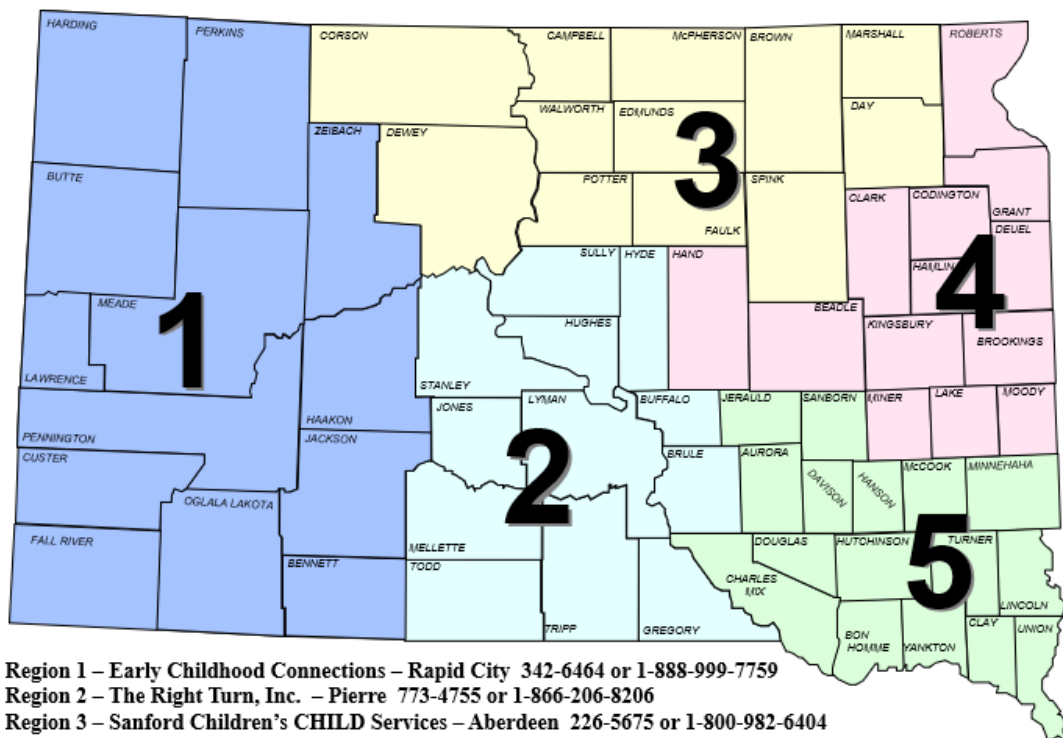 HARDING
PERKINS
CORSON
CAMPBELL
McPHERSON
BROWN
MARSHALL
ROBERTS
ZEIBACH
DEWEY
WALWORTH
EDMUNDS
DAY
3
BUTTE
POTTER
SPINK
CLARK
CODINGTON
GRANT
FAULK
DEUEL
SULLY
HYDE
HAND
HAMLIN
4
MEADE
1
HUGHES
BEADLE
KINGSBURY
BROOKINGS
LAWRENCE
STANLEY
JONES
LYMAN
BUFFALO
JERAULD
SANBORN
MINER
LAKE
MOODY
HAAKON
PENNINGTON
JACKSON
2
CUSTER
BRULE
AURORA
DAVISON
HANSON
McCOOK
MINNEHAHA
OGLALA LAKOTA
FALL RIVER
MELLETTE
DOUGLAS
HUTCHINSON
TURNER
5
BENNETT
TODD
CHARLES
MIX
LINCOLN
TRIPP
GREGORY
BON
HOMME
YANKTON
CLAY
UNION
Region 1 – Early Childhood Connections – Rapid City 342-6464 or 1-888-999-7759
Region 2 – The Right Turn, Inc. – Pierre 773-4755 or 1-866-206-8206
Region 3 – Sanford Children's CHILD Services – Aberdeen 226-5675 or 1-800-982-6404